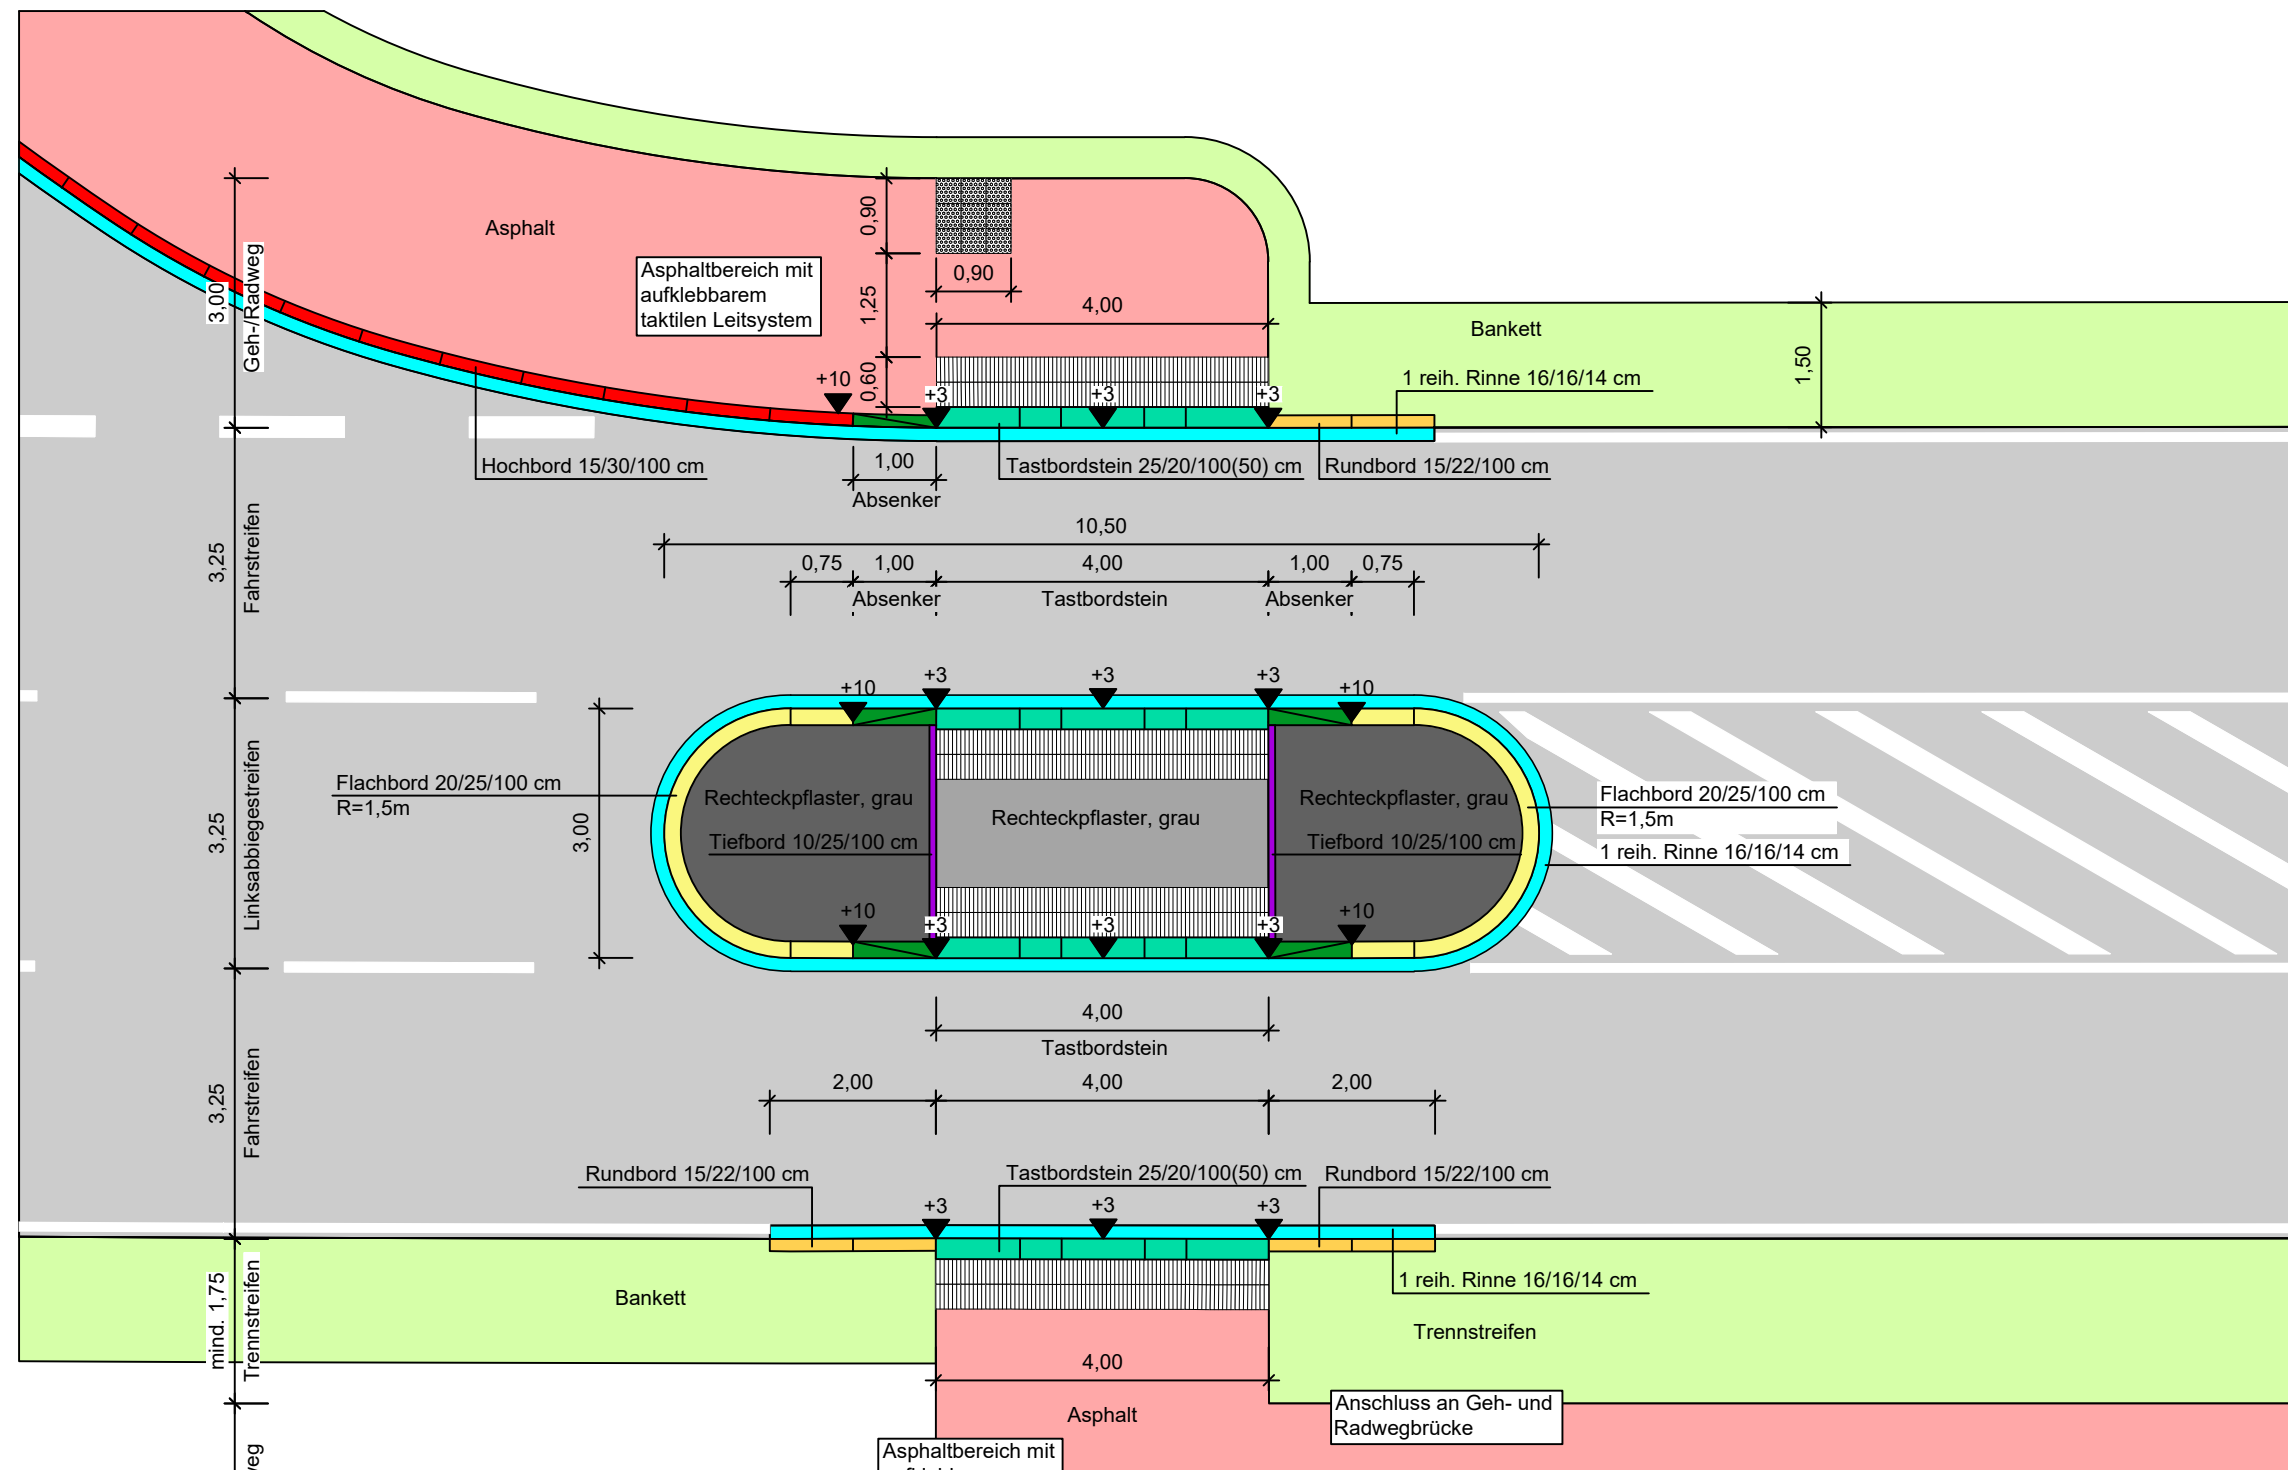 Asphalt
Asphaltbereich mit
aufklebbarem
taktilen Leitsystem
0,90
0,90
1,25
4,00
0,60
+10
+3
+3
+3
3,00
Geh-/Radweg
Bankett
1,50
1 reih. Rinne 16/16/14 cm
Hochbord 15/30/100 cm
1,00
Absenker
Tastbordstein 25/20/100(50) cm
Rundbord 15/22/100 cm
10,50
0,75
1,00
4,00
1,00
0,75
Absenker
Tastbordstein
Absenker
3,25
Fahrstreifen
+10
+3
+3
+3
+10
Flachbord 20/25/100 cm
R=1,5m
3,00
3,25
Linksabbiegestreifen
Rechteckpflaster, grau
Tiefbord 10/25/100 cm
Rechteckpflaster, grau
Rechteckpflaster, grau
Tiefbord 10/25/100 cm
Flachbord 20/25/100 cm
R=1,5m
1 reih. Rinne 16/16/14 cm
+10
+3
+3
+3
+10
4,00
Tastbordstein
2,00
4,00
2,00
3,25
Fahrstreifen
Rundbord 15/22/100 cm
Tastbordstein 25/20/100(50) cm
Rundbord 15/22/100 cm
+3
+3
+3
1 reih. Rinne 16/16/14 cm
mind. 1,75
Trennstreifen
Bankett
Trennstreifen
4,00
Asphalt
Anschluss an Geh- und
Radwegbrücke
Asphaltbereich mit